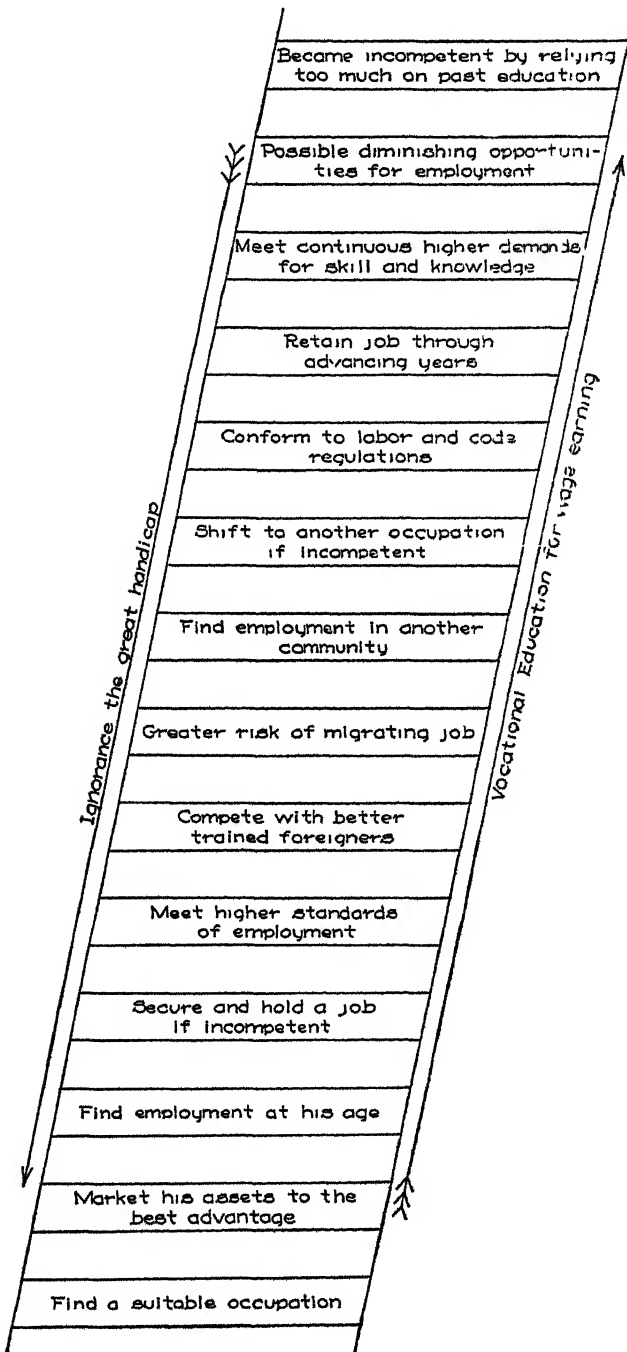 Became incompetent by relying
too much on past education
Possible diminishing opportuni-
ties for employment
Meet continuous higher demands
for skill and knowledge
Retain job through
advancing years
Conform to labor and code
regulations
Shift to another occupation
if incompetent
Find employment in another
community
Greater risk of migrating job
Compete with better
trained foreigners
Meet higher standards
of employment
Secure and hold a job
if incompetent
Find employment at his age
Market his assets to the
best advantage
Find a suitable occupation
Ignorance the great handicap
Vocational Education for wage earning